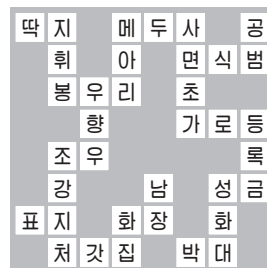 딱지 메두사 공
휘 아 면식범
봉우리 초
향 가로등
조우 록
강 남 성금
표지 화장 화
처갓집 박대